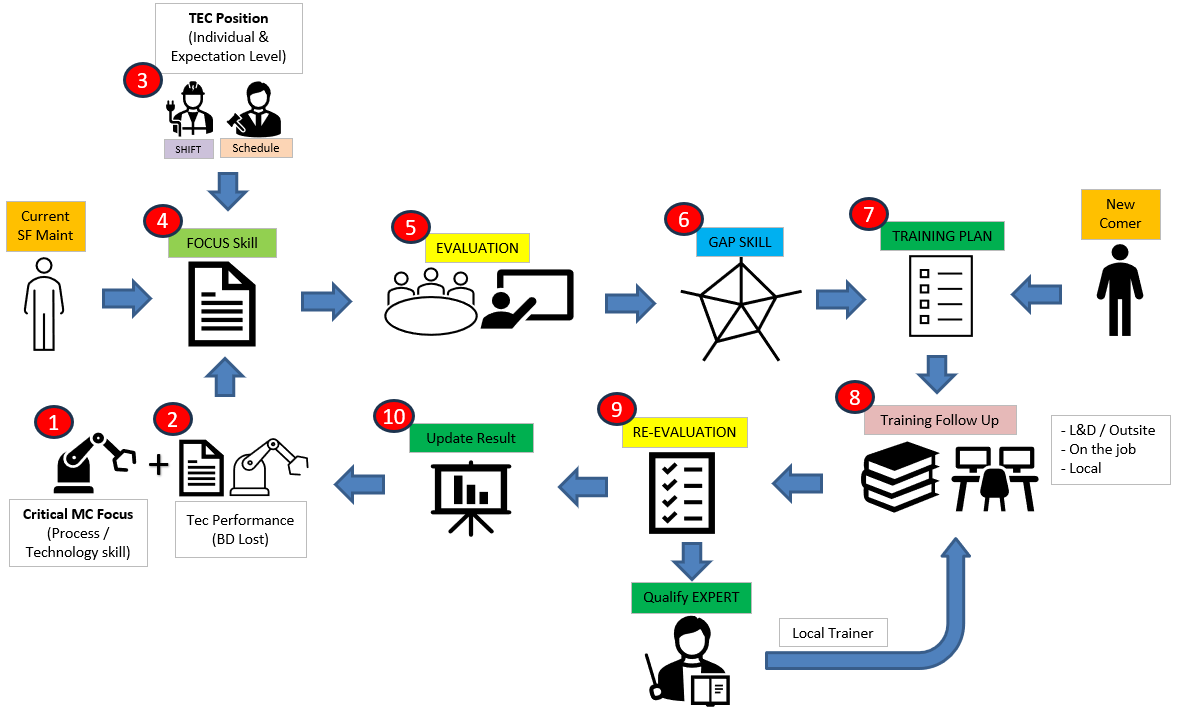 TEC Position
(Individual &
Expectation Level)
3
SHIFT
Schedule
Current
SF Maint
4
FOCUS Skill
5
EVALUATION
6
GAP SKILL
7
TRAINING PLAN
New
Comer
1
2
+
Critical MC Focus
(Process /
Technology skill)
Tec Performance
(BD Lost)
10
Update Result
9
RE-EVALUATION
8
Training Follow Up
- L&D / Outsite
- On the job
- Local
Qualify EXPERT
Local Trainer